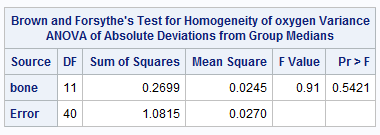 Brown and Forsythe's Test for Homogeneity of oxygen Variance
ANOVA of Absolute Deviations from Group Medians
Source DF Sum of Squares Mean Square F Value Pr > F
bone 11 0.2699 0.0245 0.91 0.5421
Error 40 1.0815 0.0270